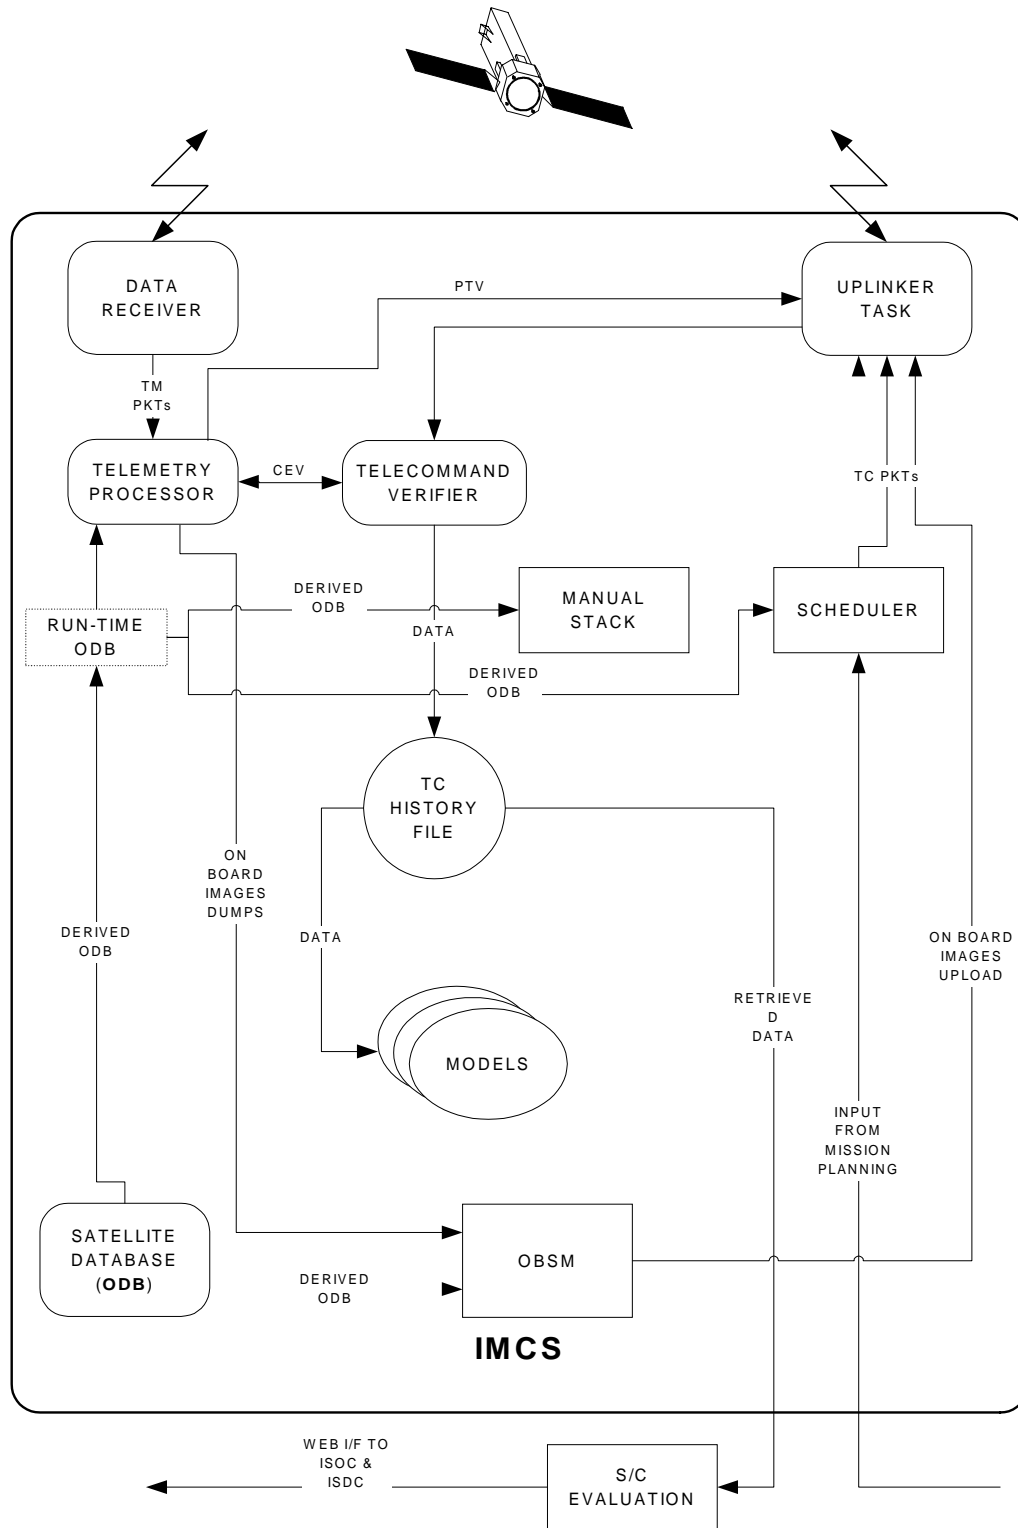 DATA
RECEIVER
PTV
UPLINKER
TASK
TM
PKTs
TELEMETRY
PROCESSOR
CEV
TELECOMMAND
VERIFIER
TC PKTs
RUN-TIME
ODB
DERIVED
ODB
MANUAL
STACK
SCHEDULER
DATA
DERIVED
ODB
TC
HISTORY
FILE
ON
BOARD
IMAGES
DUMPS
DERIVED
ODB
DATA
ON BOARD
IMAGES
UPLOAD
RETRIEVE
D
DATA
MODELS
INPUT
FROM
MISSION
PLANNING
SATELLITE
DATABASE
(ODB)
OBSM
DERIVED
ODB
IMCS
WEB I/F TO
ISOC &
ISDC
S/C
EVALUATION